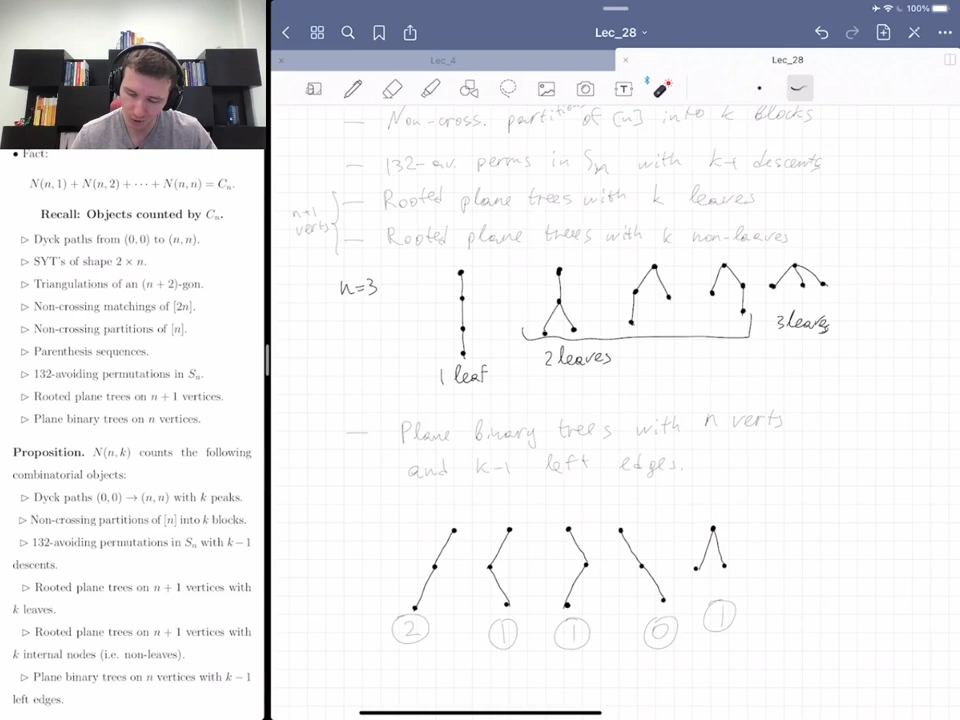 100%
Lec_28
Lec_4
Lec_28
T
• Fact:
N(n, 1) + N(n, 2) + · · · + N(n, n) = Cₙ.
Recall: Objects counted by Cₙ.
▷ Dyck paths from (0, 0) to (n, n).
▷ SYT's of shape 2 × n.
▷ Triangulations of an (n + 2)-gon.
▷ Non-crossing matchings of [2n].
▷ Non-crossing partitions of [n].
▷ Parenthesis sequences.
▷ 132-avoiding permutations in Sₙ.
▷ Rooted plane trees on n + 1 vertices.
▷ Plane binary trees on n vertices.
Proposition. N(n, k) counts the following
combinatorial objects:
▷ Dyck paths (0, 0) → (n, n) with k peaks.
▷ Non-crossing partitions of [n] into k blocks.
▷ 132-avoiding permutations in Sₙ with k − 1
descents.
▷ Rooted plane trees on n + 1 vertices with
k leaves.
▷ Rooted plane trees on n + 1 vertices with
k internal nodes (i.e. non-leaves).
▷ Plane binary trees on n vertices with k − 1
left edges.
— Non-cross. partitions of [n] into k blocks
— 132-av. perms in Sₙ with k-1 descents
n+1
verts
— Rooted plane trees with k leaves
— Rooted plane trees with k non-leaves
n=3
1 leaf
2 leaves
3 leaves
— Plane binary trees with n verts
and k-1 left edges.
2 1 1 0 1